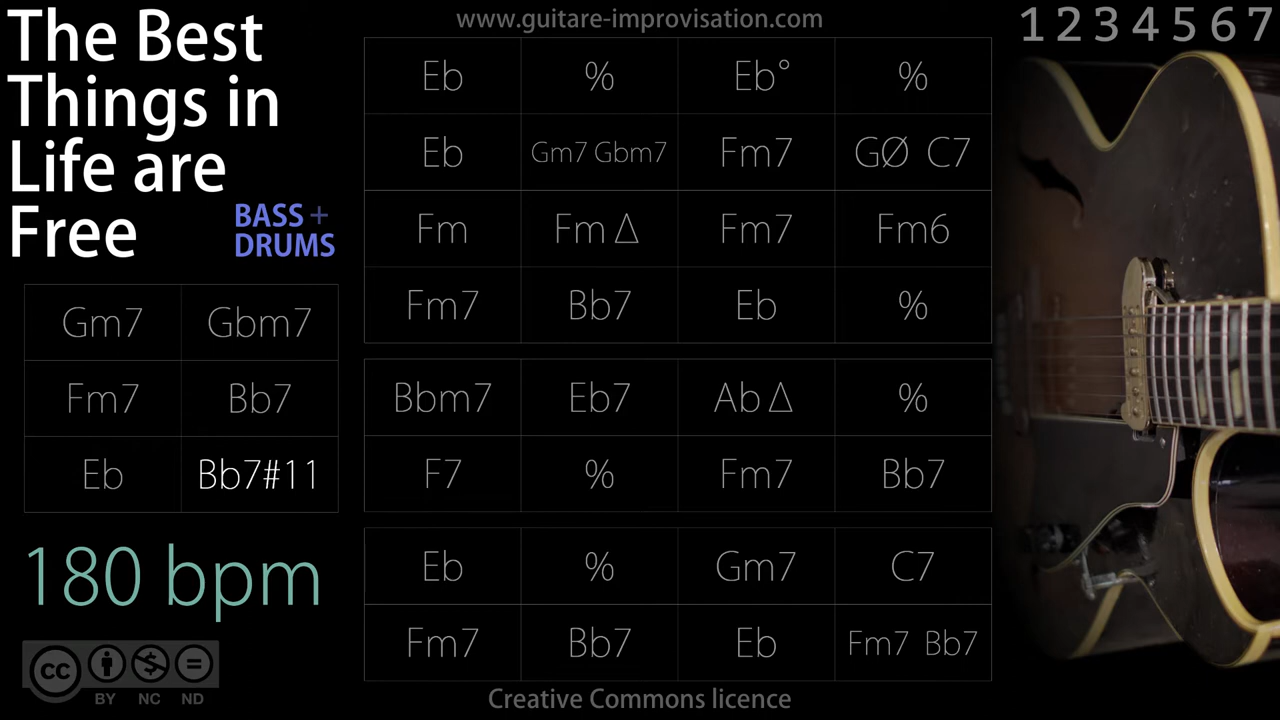 The Best
Things in
Life are
Free
BASS +
DRUMS
Gm7 Gbm7
Fm7 Bb7
Eb Bb7#11
180 bpm
CC
BY NC ND
www.guitare-improvisation.com
Eb % Eb° %
Eb Gm7 Gbm7 Fm7 GØ C7
Fm Fm Δ Fm7 Fm6
Fm7 Bb7 Eb %
Bbm7 Eb7 Ab Δ %
F7 % Fm7 Bb7
Eb % Gm7 C7
Fm7 Bb7 Eb Fm7 Bb7
Creative Commons licence
1 2 3 4 5 6 7